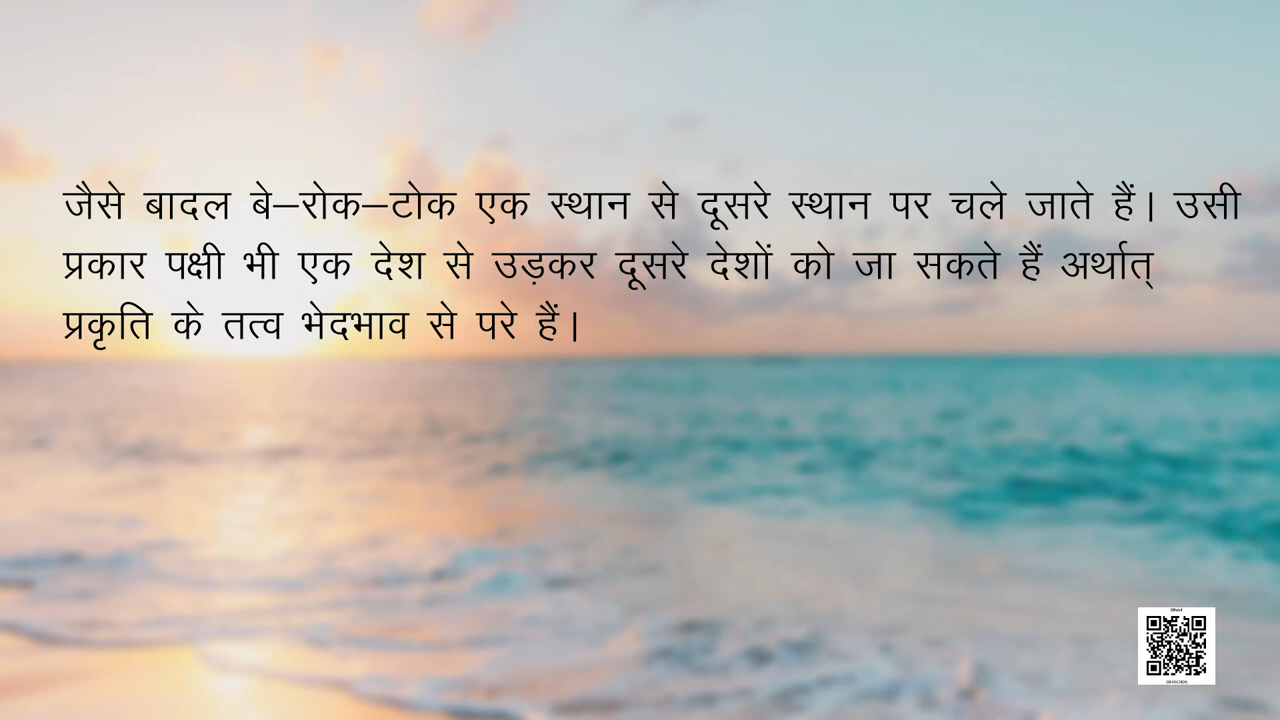 जैसे बादल बे–रोक–टोक एक स्थान से दूसरे स्थान पर चले जाते हैं। उसी
प्रकार पक्षी भी एक देश से उड़कर दूसरे देशों को जा सकते हैं अर्थात्
प्रकृति के तत्व भेदभाव से परे हैं।